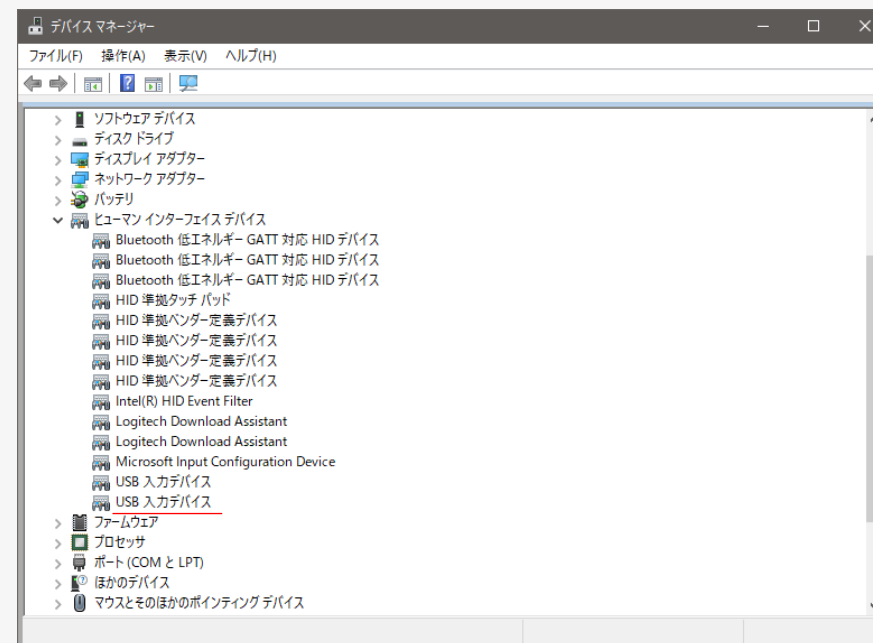 デバイス マネージャー
ファイル(F) 操作(A) 表示(V) ヘルプ(H)
ソフトウェア デバイス
ディスク ドライブ
ディスプレイ アダプター
ネットワーク アダプター
バッテリ
ヒューマン インターフェイス デバイス
Bluetooth 低エネルギー GATT 対応 HID デバイス
Bluetooth 低エネルギー GATT 対応 HID デバイス
Bluetooth 低エネルギー GATT 対応 HID デバイス
HID 準拠タッチ パッド
HID 準拠ベンダー定義デバイス
HID 準拠ベンダー定義デバイス
HID 準拠ベンダー定義デバイス
HID 準拠ベンダー定義デバイス
Intel(R) HID Event Filter
Logitech Download Assistant
Logitech Download Assistant
Microsoft Input Configuration Device
USB 入力デバイス
USB 入力デバイス
ファームウェア
プロセッサ
ポート (COM と LPT)
ほかのデバイス
マウスとそのほかのポインティング デバイス